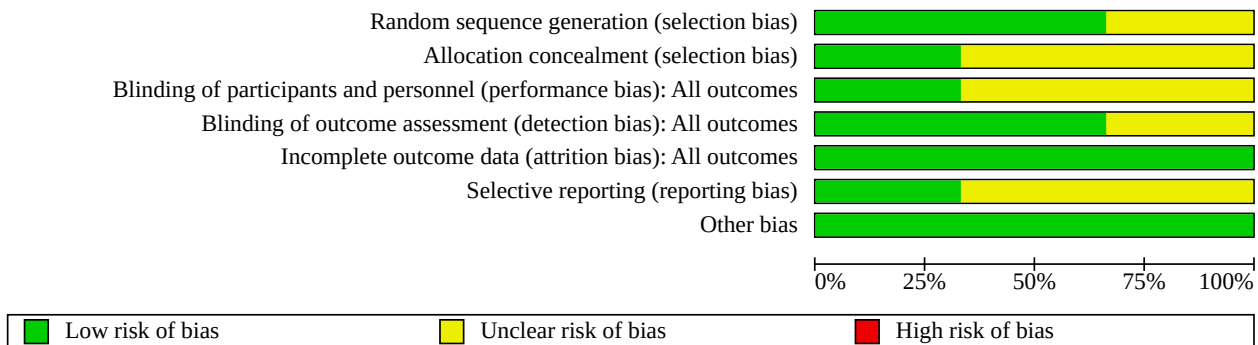 Random sequence generation (selection bias)
Allocation concealment (selection bias)
Blinding of participants and personnel (performance bias): All outcomes
Blinding of outcome assessment (detection bias): All outcomes
Incomplete outcome data (attrition bias): All outcomes
Selective reporting (reporting bias)
Other bias
0% 25% 50% 75% 100%
Low risk of bias Unclear risk of bias High risk of bias